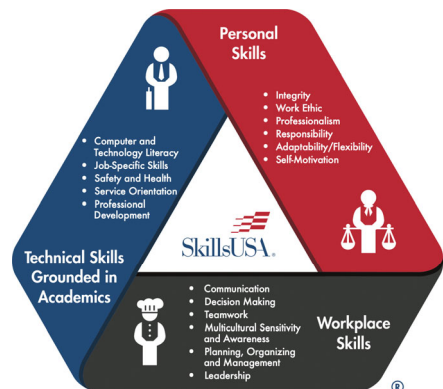 Personal
Skills
• Integrity
• Work Ethic
• Professionalism
• Responsibility
• Adaptability/Flexibility
• Self-Motivation
• Computer and
Technology Literacy
• Job-Specific Skills
• Safety and Health
• Service Orientation
• Professional
Development
Technical Skills
Grounded in
Academics
SkillsUSA®
• Communication
• Decision Making
• Teamwork
• Multicultural Sensitivity
and Awareness
• Planning, Organizing
and Management
• Leadership
Workplace
Skills
®